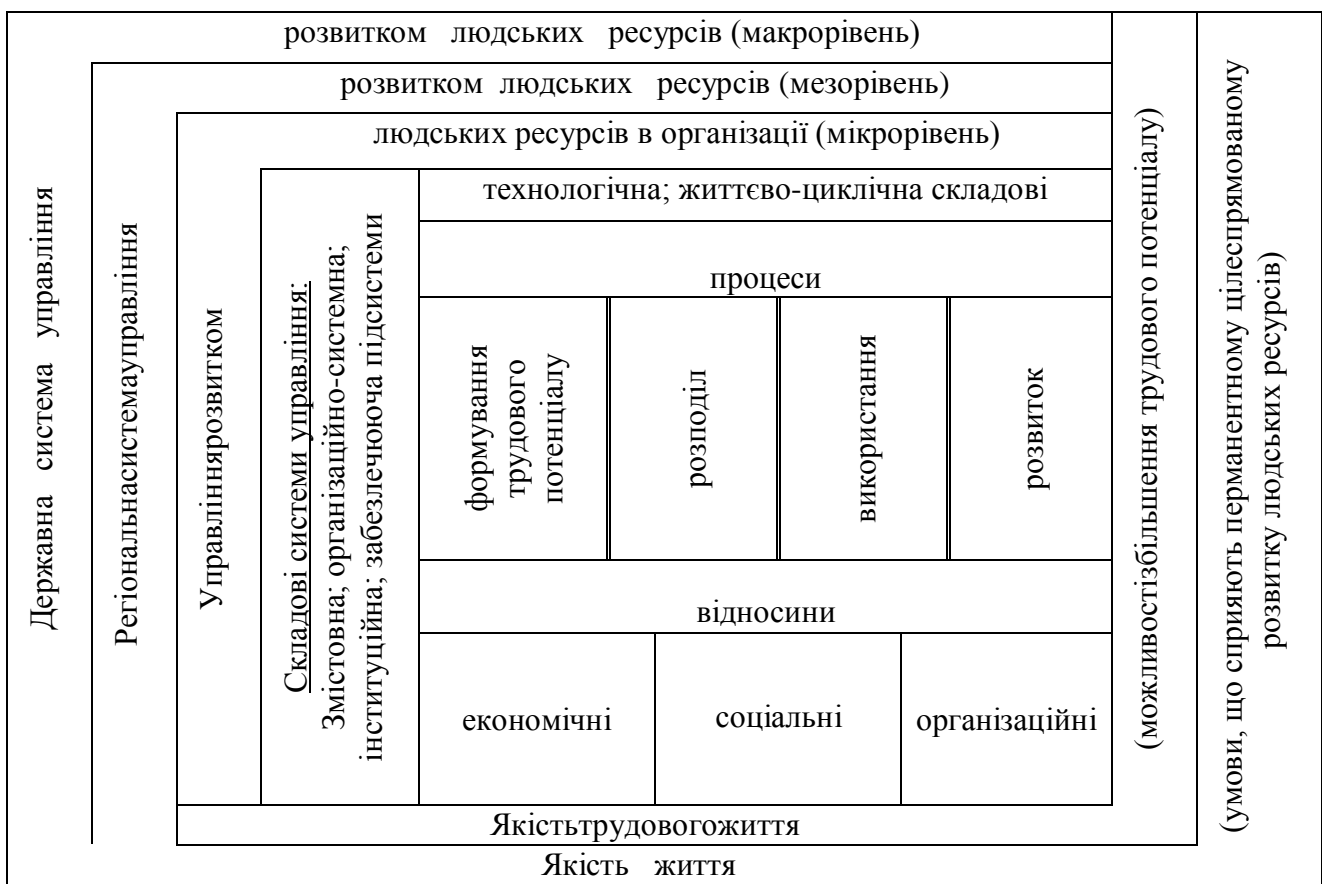 Державна система управління
розвитком людських ресурсів (макрорівень)
Регіональнасистемауправління
розвитком людських ресурсів (мезорівень)
Управліннярозвитком
людських ресурсів в організації (мікрорівень)
Складові системи управління:
Змістовна; організаційно-системна;
інституційна; забезлечююча підсистеми
технологічна; життєво-циклічна складові
процеси
формування
трудового
потенціалу
розподіл
використання
розвиток
відносини
економічні
соціальні
організаційні
Якістьтрудовогожиття
(можливостізбільшення трудового потенціалу)
Якість життя
(умови, що сприяють перманентному цілеспрямованому
розвитку людських ресурсів)